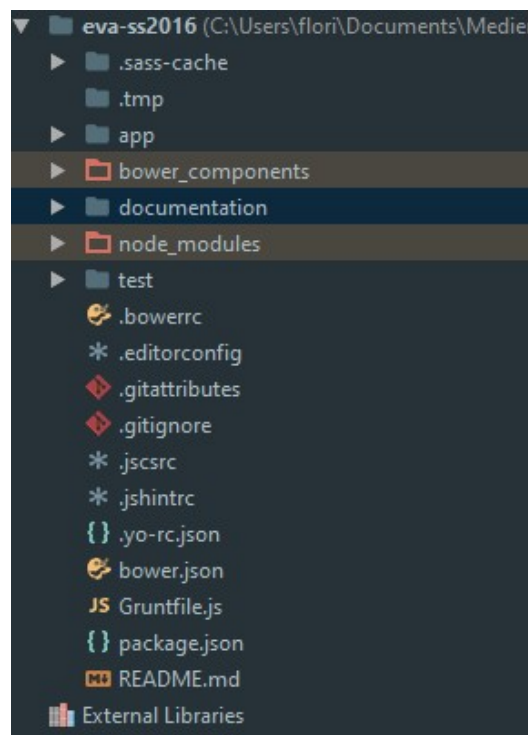 eva-ss2016 (C:\Users\flori\Documents\Medie
.sass-cache
.tmp
app
bower_components
documentation
node_modules
test
.bowerrc
.editorconfig
.gitattributes
.gitignore
.jscsrc
.jshintrc
{} .yo-rc.json
bower.json
JS Gruntfile.js
{} package.json
M↓ README.md
External Libraries